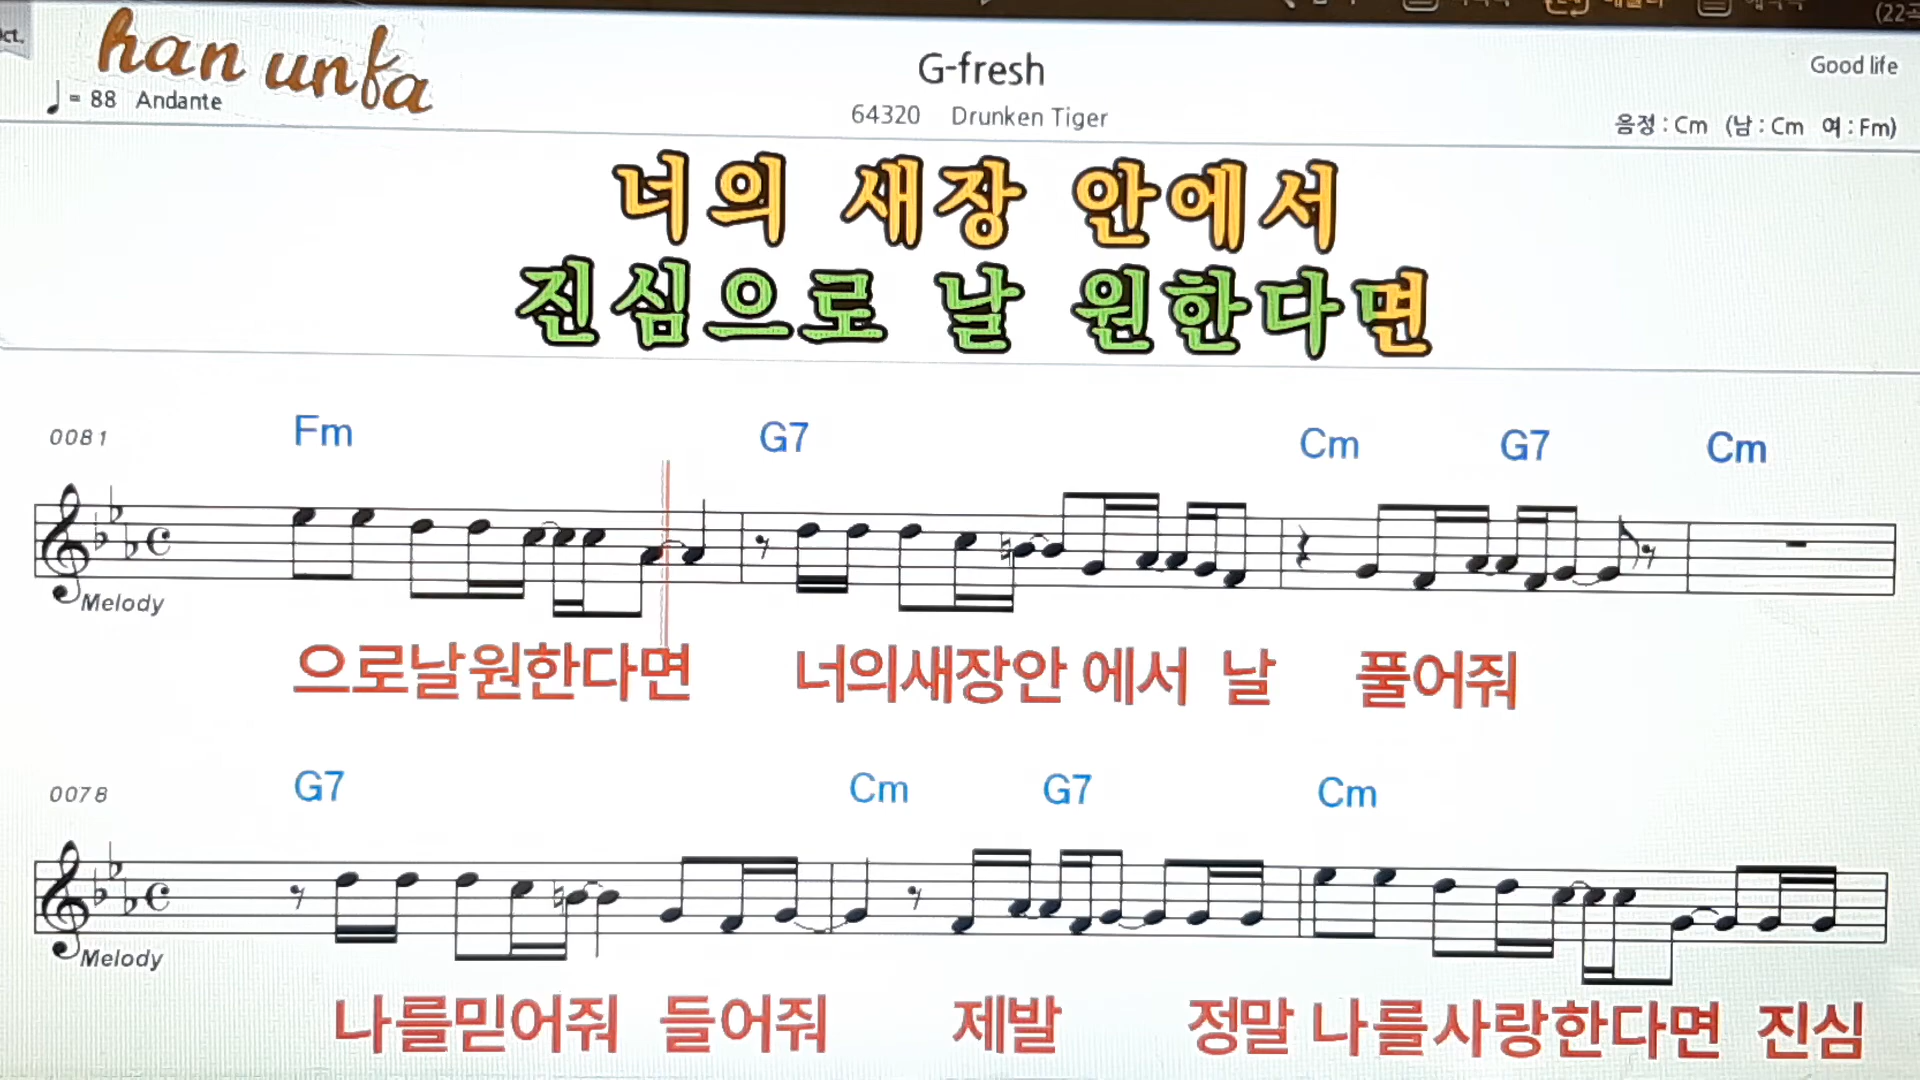 han unfa
♩ = 88 Andante
G-fresh
64320 Drunken Tiger
Good life
음정 : Cm (남 : Cm 여 : Fm)
너의 새장 안에서
진심으로 날 원한다면
0081 Fm G7 Cm G7 Cm
Melody
으로날원한다면 너의새장안 에서 날 풀어줘
0078 G7 Cm G7 Cm
Melody
나를믿어줘 들어줘 제발 정말 나를사랑한다면 진심